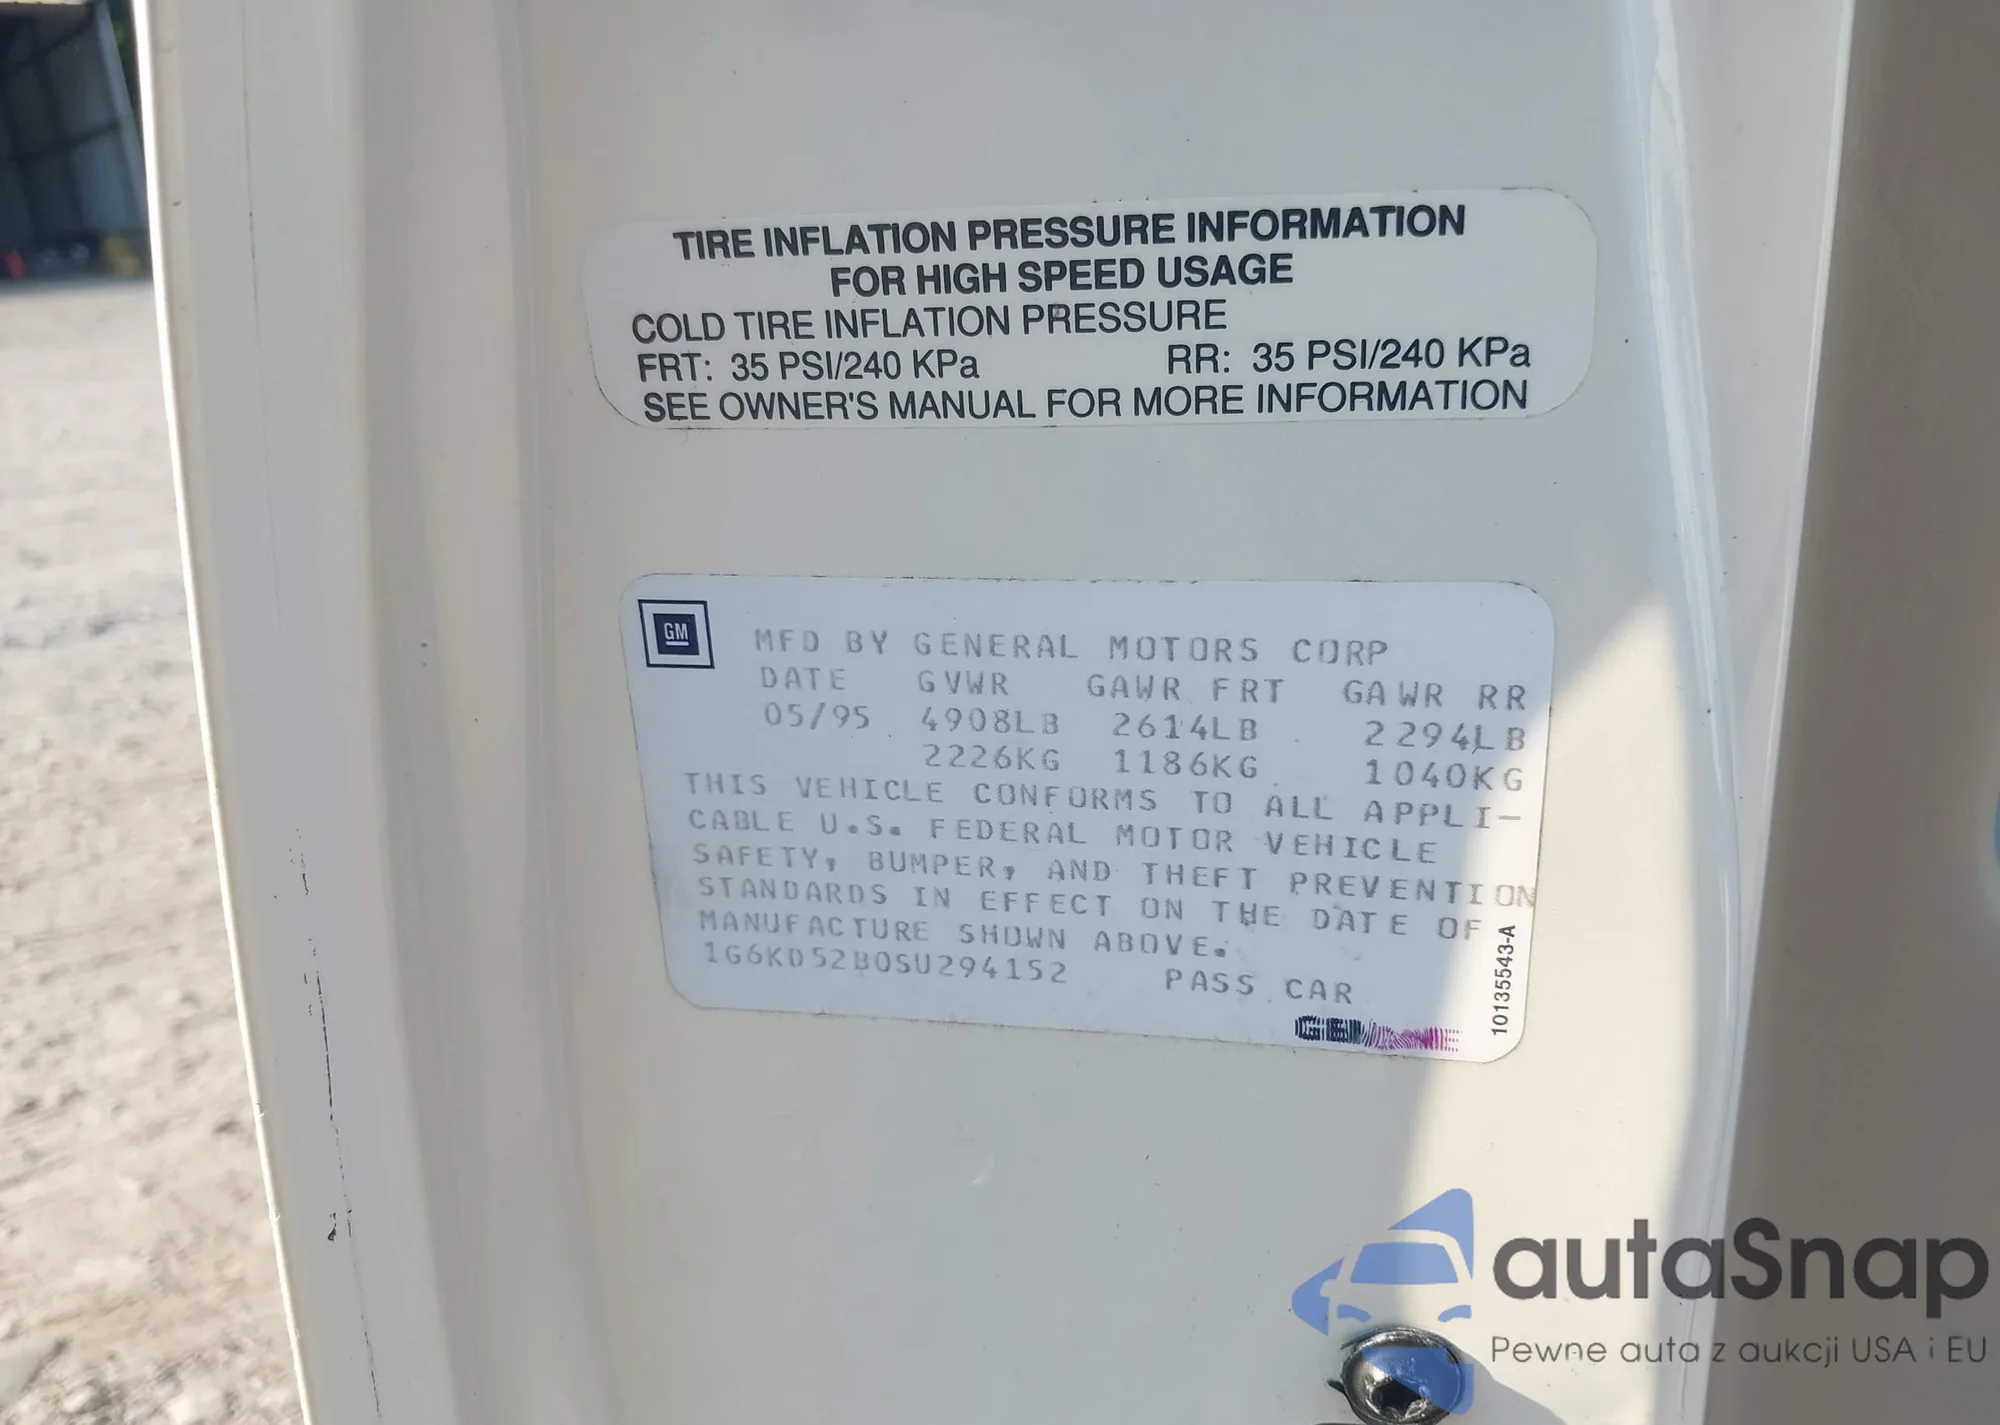 TIRE INFLATION PRESSURE INFORMATION
FOR HIGH SPEED USAGE
COLD TIRE INFLATION PRESSURE
FRT: 35 PSI/240 KPa RR: 35 PSI/240 KPa
SEE OWNER'S MANUAL FOR MORE INFORMATION
GM
MFD BY GENERAL MOTORS CORP
DATE GVWR GAWR FRT GAWR RR
05/95 4908LB 2614LB 2294LB
2226KG 1186KG 1040KG
THIS VEHICLE CONFORMS TO ALL APPLI-
CABLE U.S. FEDERAL MOTOR VEHICLE
SAFETY, BUMPER, AND THEFT PREVENTION
STANDARDS IN EFFECT ON THE DATE OF
MANUFACTURE SHOWN ABOVE.
1G6KD52B0SU294152 PASS CAR
10135543-A
autaSnap
Pewne auta z aukcji USA i EU